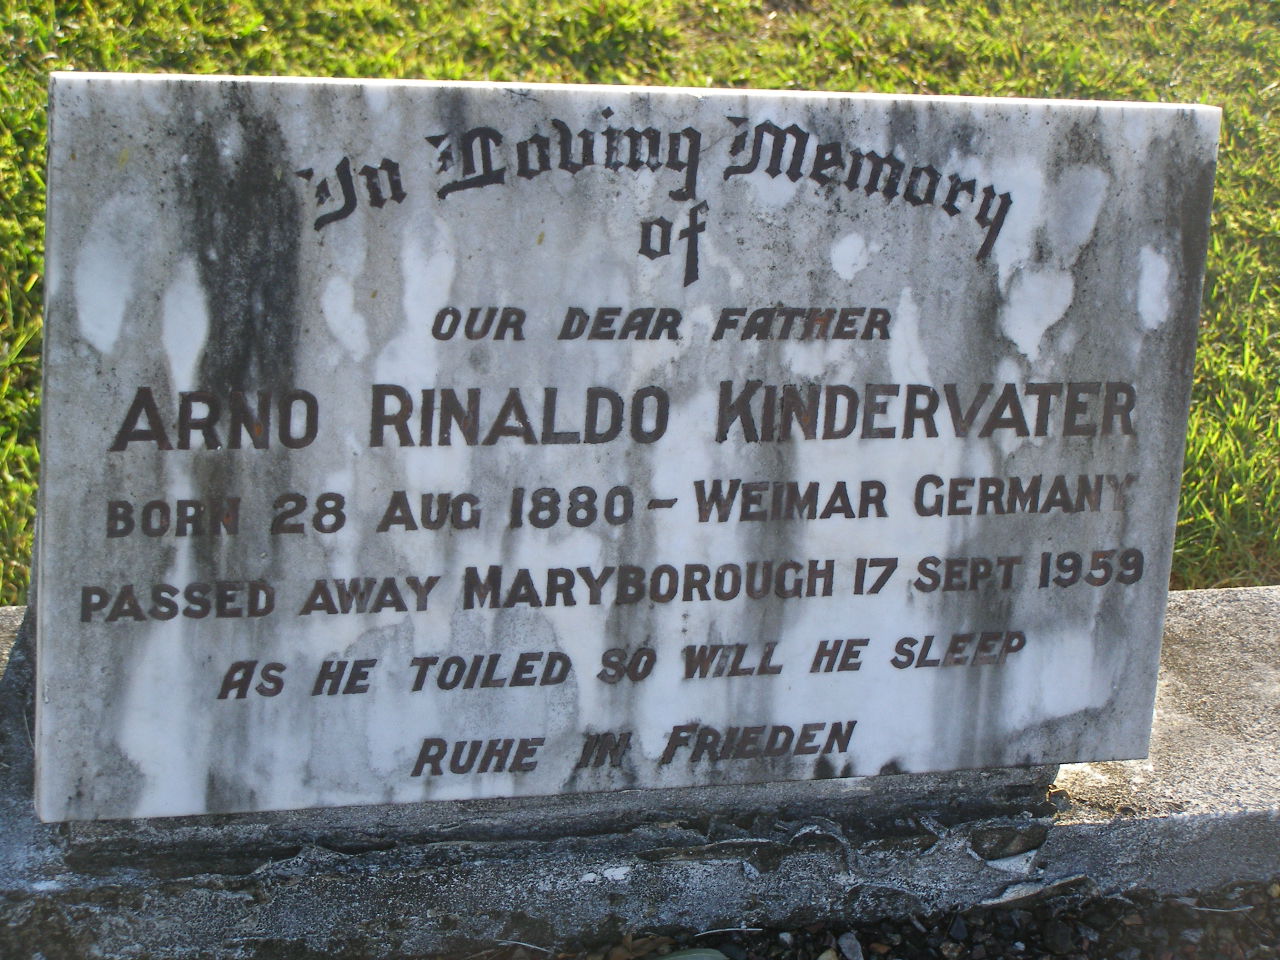 In Loving Memory
of
OUR DEAR FATHER
ARNO RINALDO KINDERVATER
BORN 28 AUG 1880 - WEIMAR GERMANY
PASSED AWAY MARYBOROUGH 17 SEPT 1959
AS HE TOILED SO WILL HE SLEEP
RUHE IN FRIEDEN